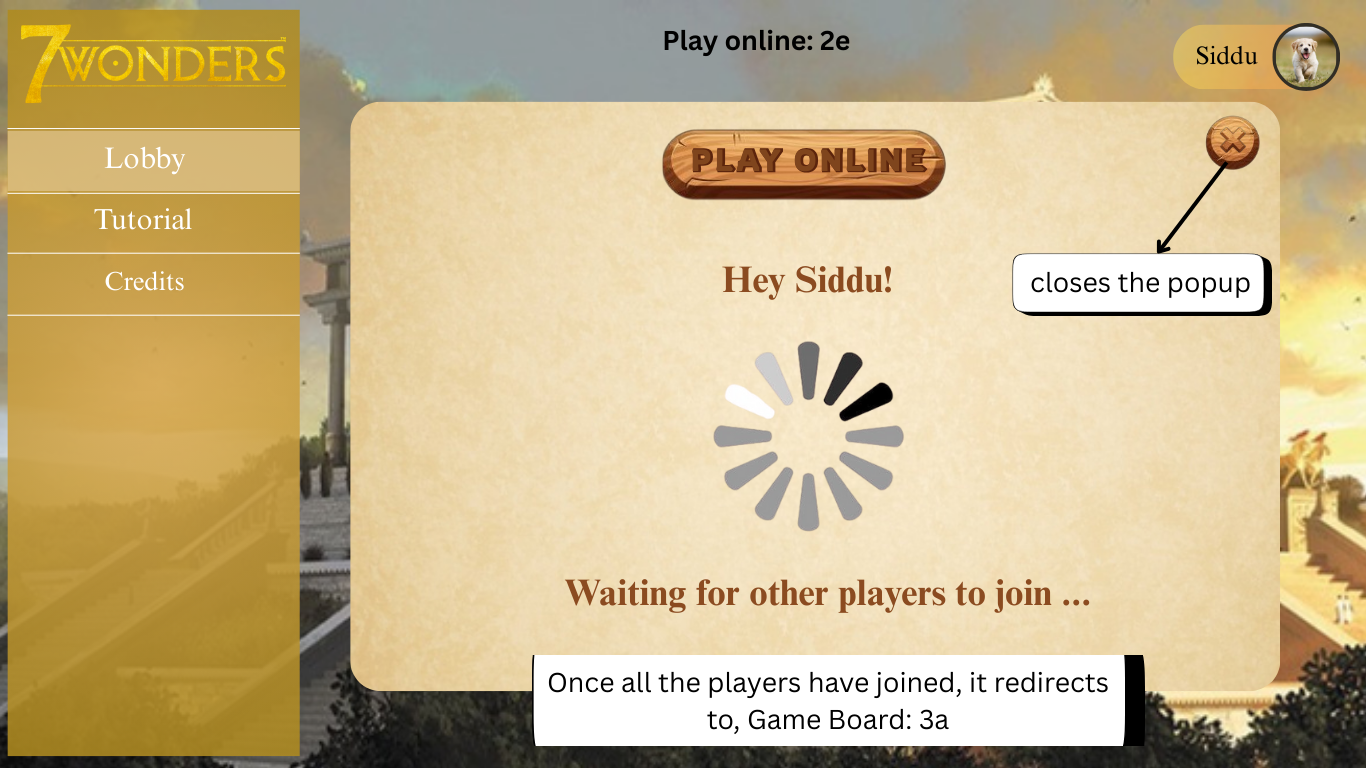 7WONDERS™
Lobby
Tutorial
Credits
Play online: 2e
Siddu
PLAY ONLINE
Hey Siddu!
closes the popup
Waiting for other players to join ...
Once all the players have joined, it redirects
to, Game Board: 3a